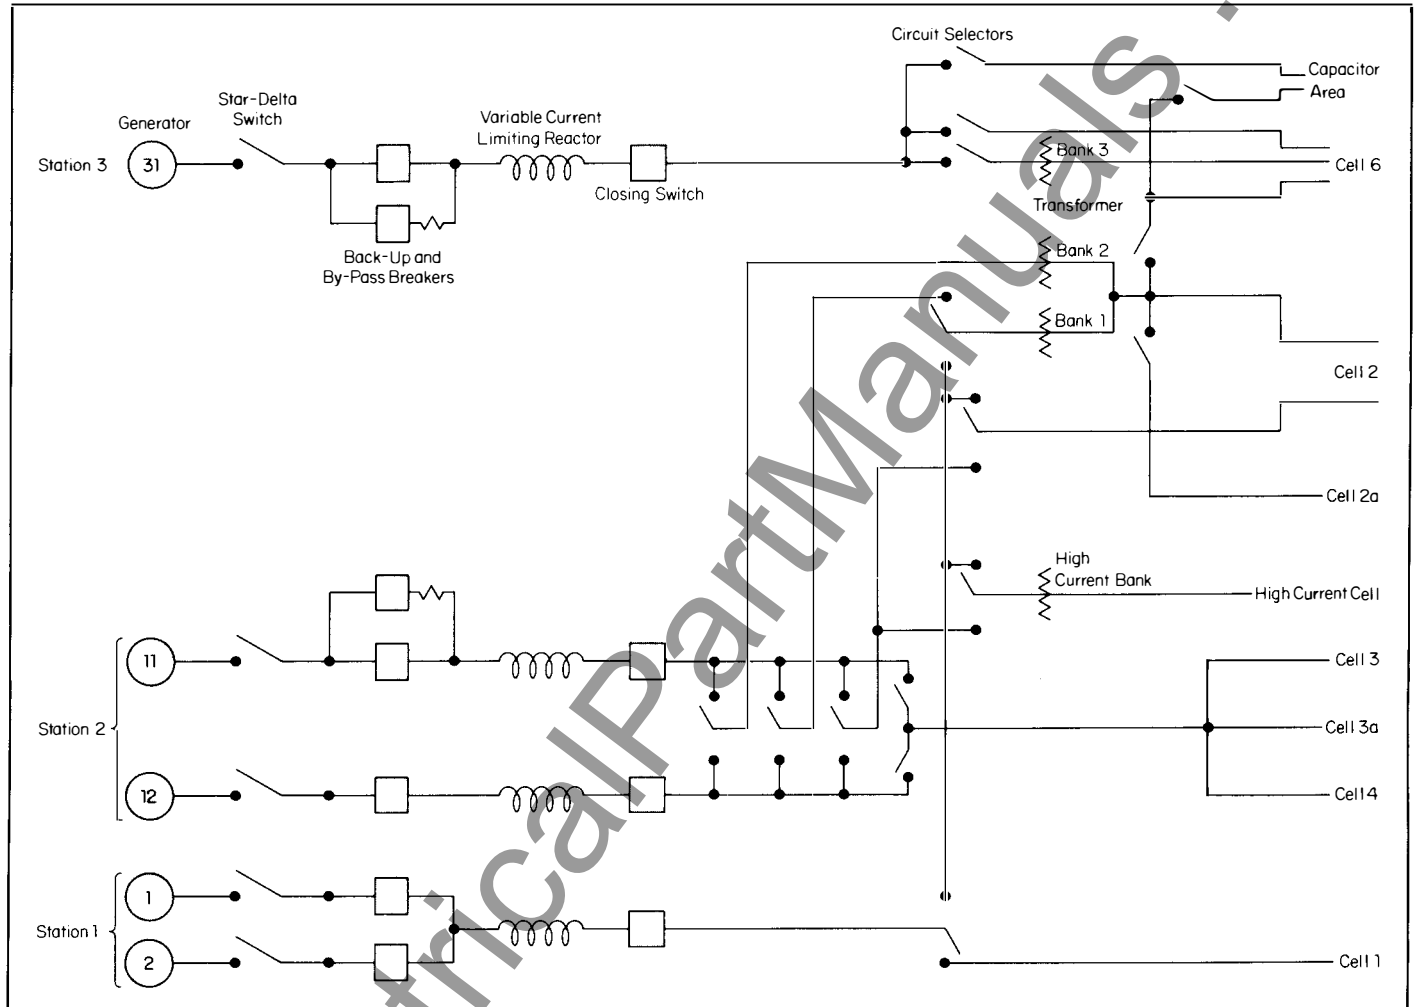 Circuit Selectors
Capacitor
Area
Star-Delta
Switch
Generator
Variable Current
Limiting Reactor
Station 3
31
Closing Switch
Bank 3
Cell 6
Transformer
Back-Up and
By-Pass Breakers
Bank 2
Bank 1
Cell 2
Cell 2a
High
Current Bank
High Current Cell
11
Cell 3
Station 2
Cell 3a
12
Cell 4
1
Station 1
2
Cell 1
tricalPartManuals .